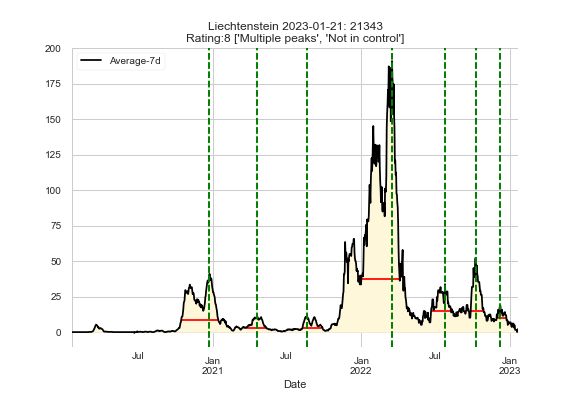 Liechtenstein 2023-01-21: 21343
Rating:8 ['Multiple peaks', 'Not in control']
Average-7d
200
175
150
125
100
75
50
25
0
Jul Jan Jul Jan Jul Jan
2021 2022 2023
Date